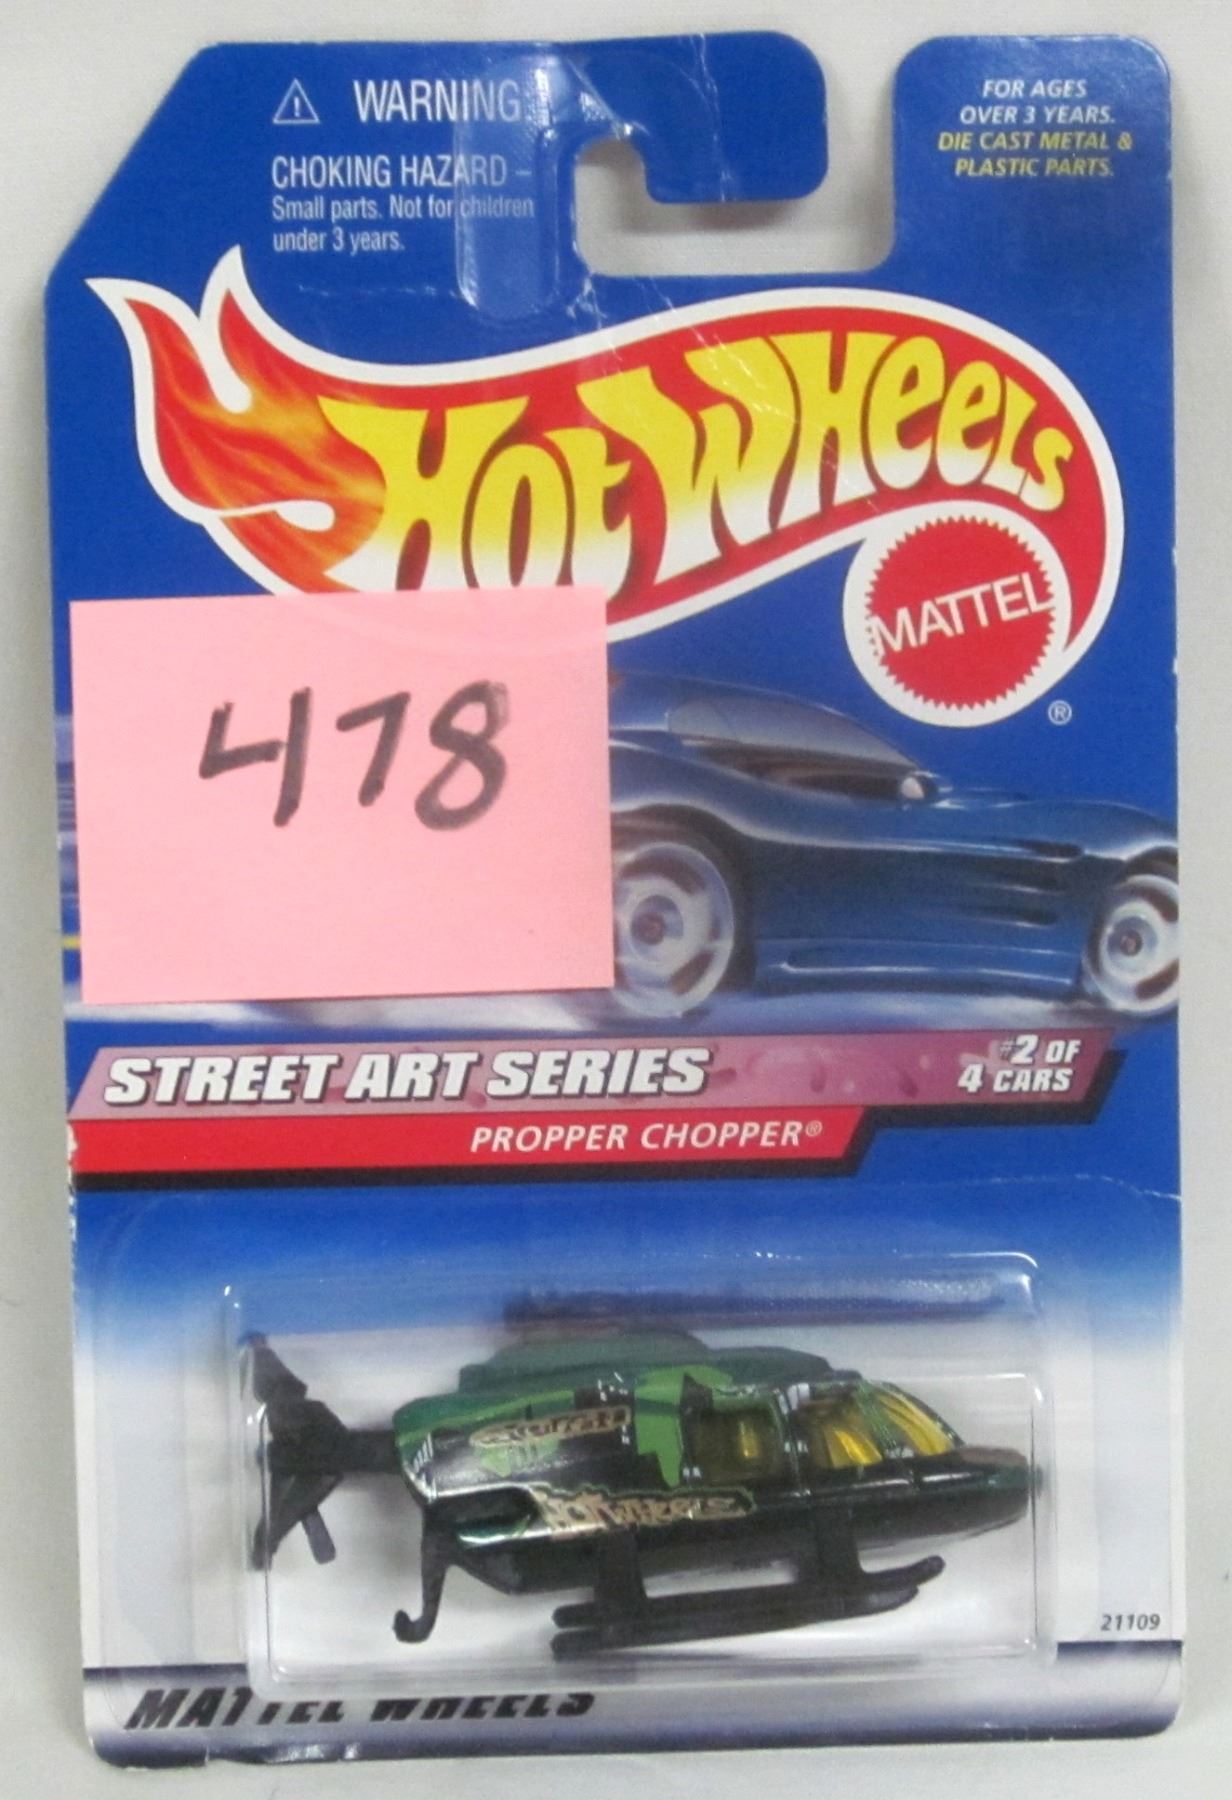 WARNING
CHOKING HAZARD –
Small parts. Not for children
under 3 years.
FOR AGES
OVER 3 YEARS.
DIE CAST METAL &
PLASTIC PARTS.
HOT WHEELS
MATTEL
®
478
STREET ART SERIES
#2 OF
4 CARS
PROPPER CHOPPER®
HOT WHEELS
21109
MATTEL WHEELS